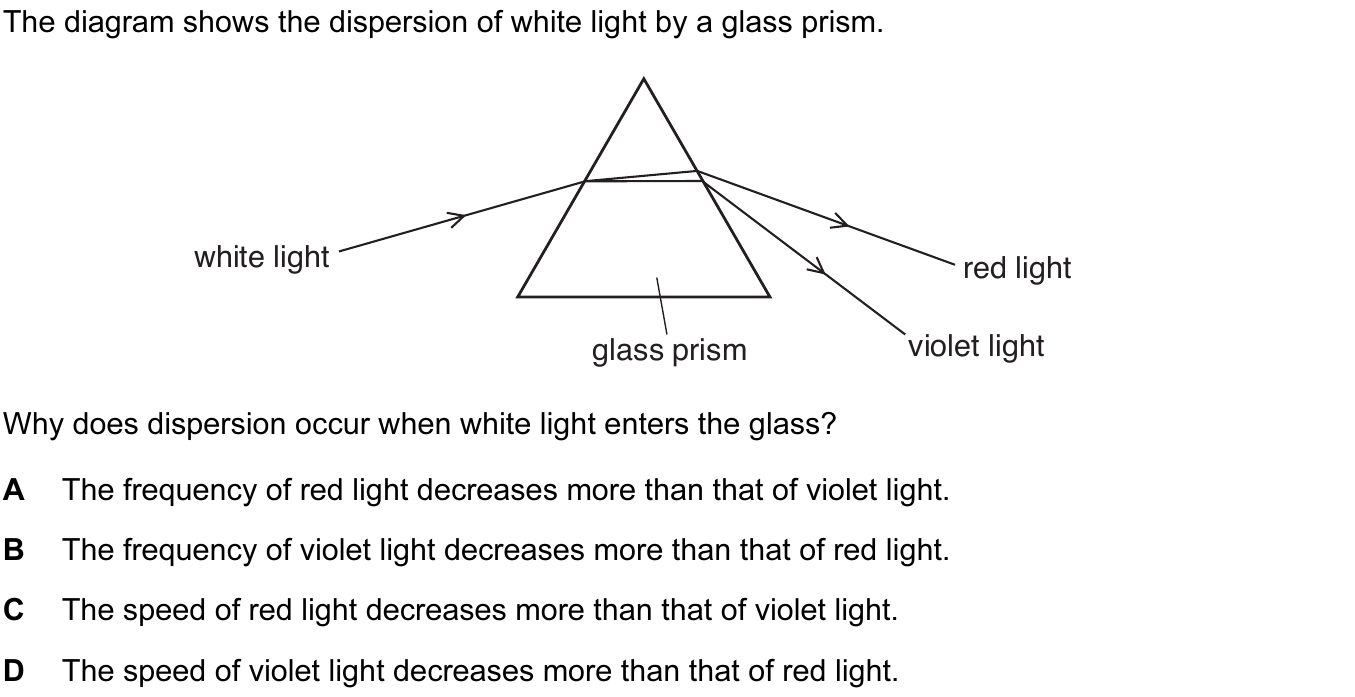 The diagram shows the dispersion of white light by a glass prism.
white light
red light
glass prism
violet light
Why does dispersion occur when white light enters the glass?
A The frequency of red light decreases more than that of violet light.
B The frequency of violet light decreases more than that of red light.
C The speed of red light decreases more than that of violet light.
D The speed of violet light decreases more than that of red light.